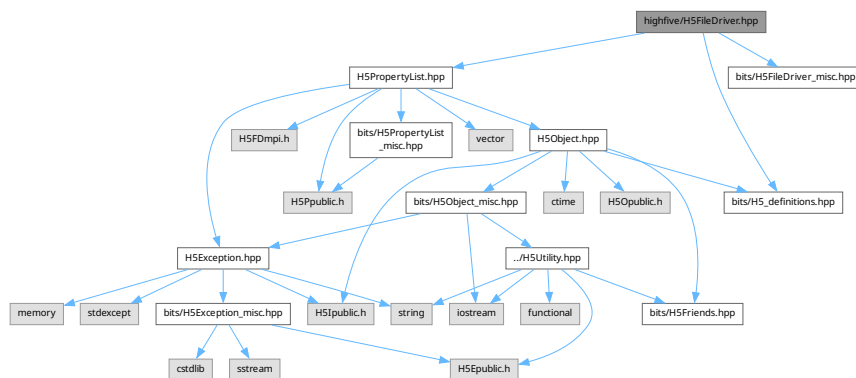 highfive/H5FileDriver.hpp
H5PropertyList.hpp
bits/H5FileDriver_misc.hpp
H5FDmpi.h
bits/H5PropertyList
_misc.hpp
vector
H5Object.hpp
H5Ppublic.h
bits/H5Object_misc.hpp
ctime
H5Opublic.h
bits/H5_definitions.hpp
H5Exception.hpp
../H5Utility.hpp
memory
stdexcept
bits/H5Exception_misc.hpp
H5Ipublic.h
string
iostream
functional
bits/H5Friends.hpp
cstdlib
sstream
H5Epublic.h